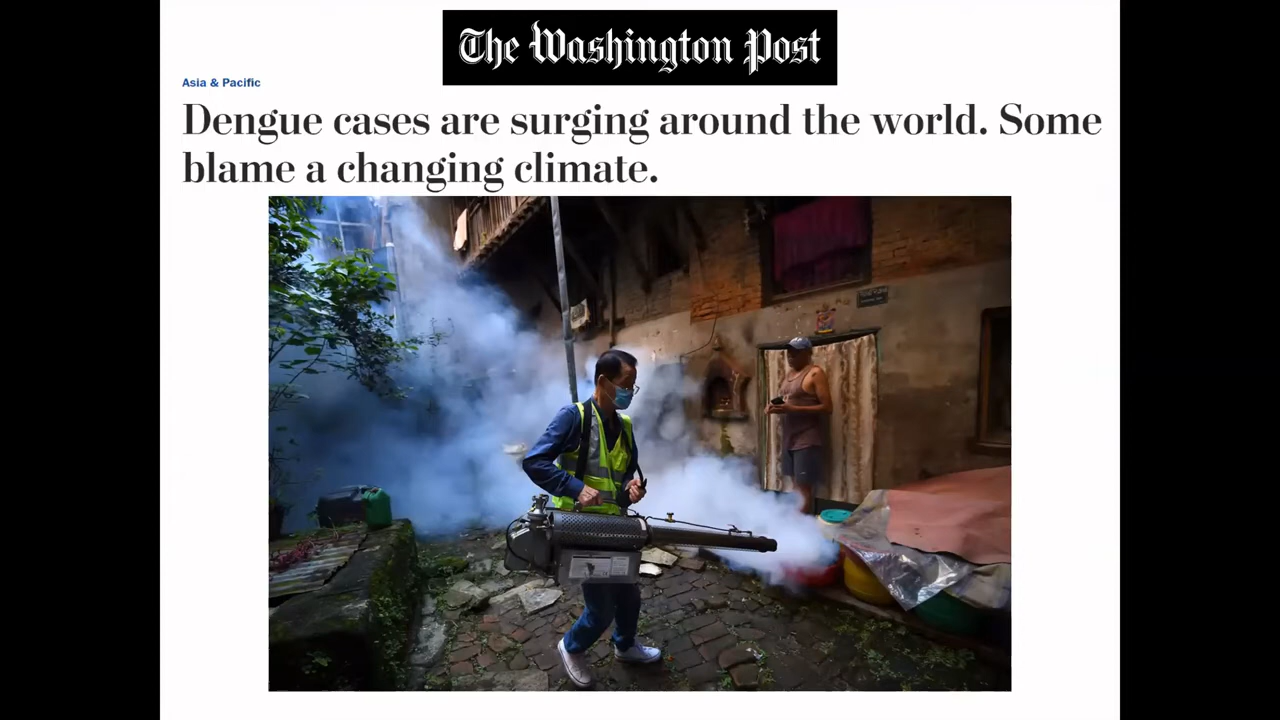 The Washington Post
Asia & Pacific
Dengue cases are surging around the world. Some
blame a changing climate.